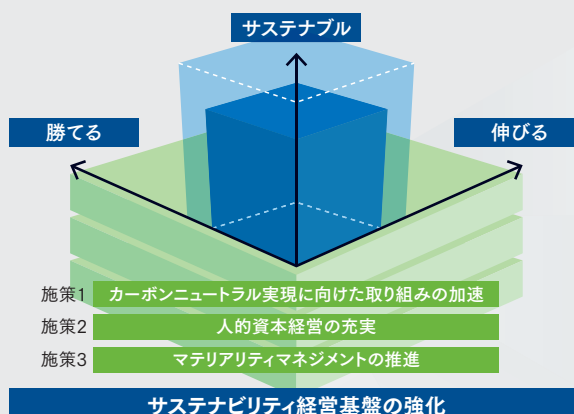 サステナブル
勝てる
伸びる
施策1 カーボンニュートラル実現に向けた取り組みの加速
施策2 人的資本経営の充実
施策3 マテリアリティマネジメントの推進
サステナビリティ経営基盤の強化